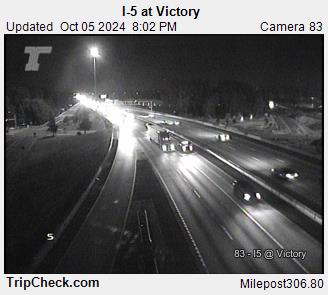 I-5 at Victory
Updated Oct 05 2024 8:02 PM Camera 83
T
S
83 - I5 @ Victory
TripCheck.com Milepost306.80